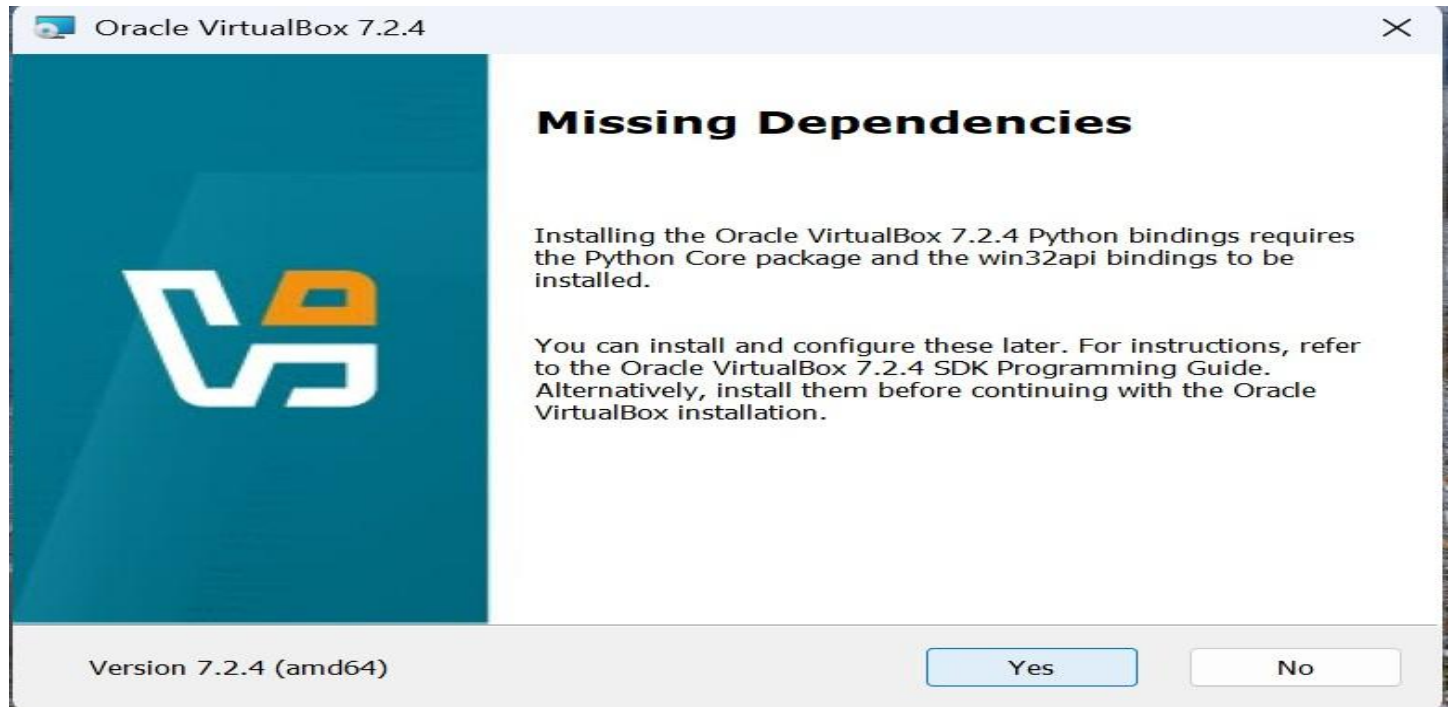 Oracle VirtualBox 7.2.4
Missing Dependencies
Installing the Oracle VirtualBox 7.2.4 Python bindings requires
the Python Core package and the win32api bindings to be
installed.
You can install and configure these later. For instructions, refer
to the Oracle VirtualBox 7.2.4 SDK Programming Guide.
Alternatively, install them before continuing with the Oracle
VirtualBox installation.
Version 7.2.4 (amd64)
Yes
No